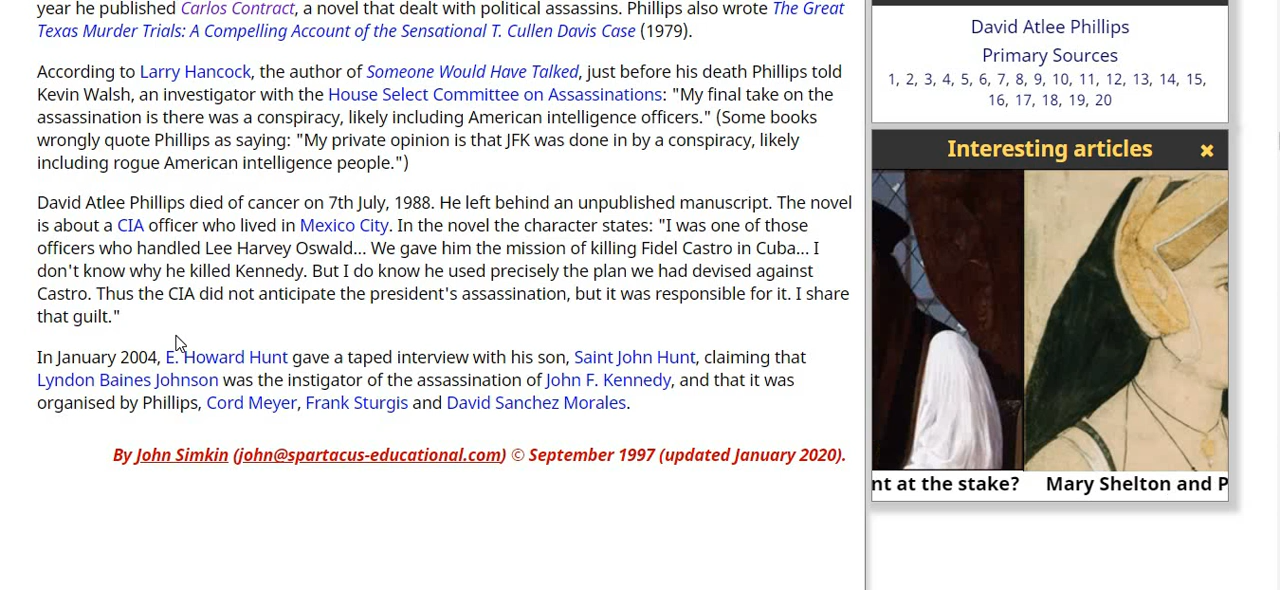 year he published Carlos Contract, a novel that dealt with political assassins. Phillips also wrote The Great
Texas Murder Trials: A Compelling Account of the Sensational T. Cullen Davis Case (1979).
According to Larry Hancock, the author of Someone Would Have Talked, just before his death Phillips told
Kevin Walsh, an investigator with the House Select Committee on Assassinations: "My final take on the
assassination is there was a conspiracy, likely including American intelligence officers." (Some books
wrongly quote Phillips as saying: "My private opinion is that JFK was done in by a conspiracy, likely
including rogue American intelligence people.")
David Atlee Phillips died of cancer on 7th July, 1988. He left behind an unpublished manuscript. The novel
is about a CIA officer who lived in Mexico City. In the novel the character states: "I was one of those
officers who handled Lee Harvey Oswald... We gave him the mission of killing Fidel Castro in Cuba... I
don't know why he killed Kennedy. But I do know he used precisely the plan we had devised against
Castro. Thus the CIA did not anticipate the president's assassination, but it was responsible for it. I share
that guilt."
In January 2004, E. Howard Hunt gave a taped interview with his son, Saint John Hunt, claiming that
Lyndon Baines Johnson was the instigator of the assassination of John F. Kennedy, and that it was
organised by Phillips, Cord Meyer, Frank Sturgis and David Sanchez Morales.
By John Simkin (john@spartacus-educational.com) © September 1997 (updated January 2020).
David Atlee Phillips
Primary Sources
1, 2, 3, 4, 5, 6, 7, 8, 9, 10, 11, 12, 13, 14, 15,
16, 17, 18, 19, 20
Interesting articles
nt at the stake? Mary Shelton and P